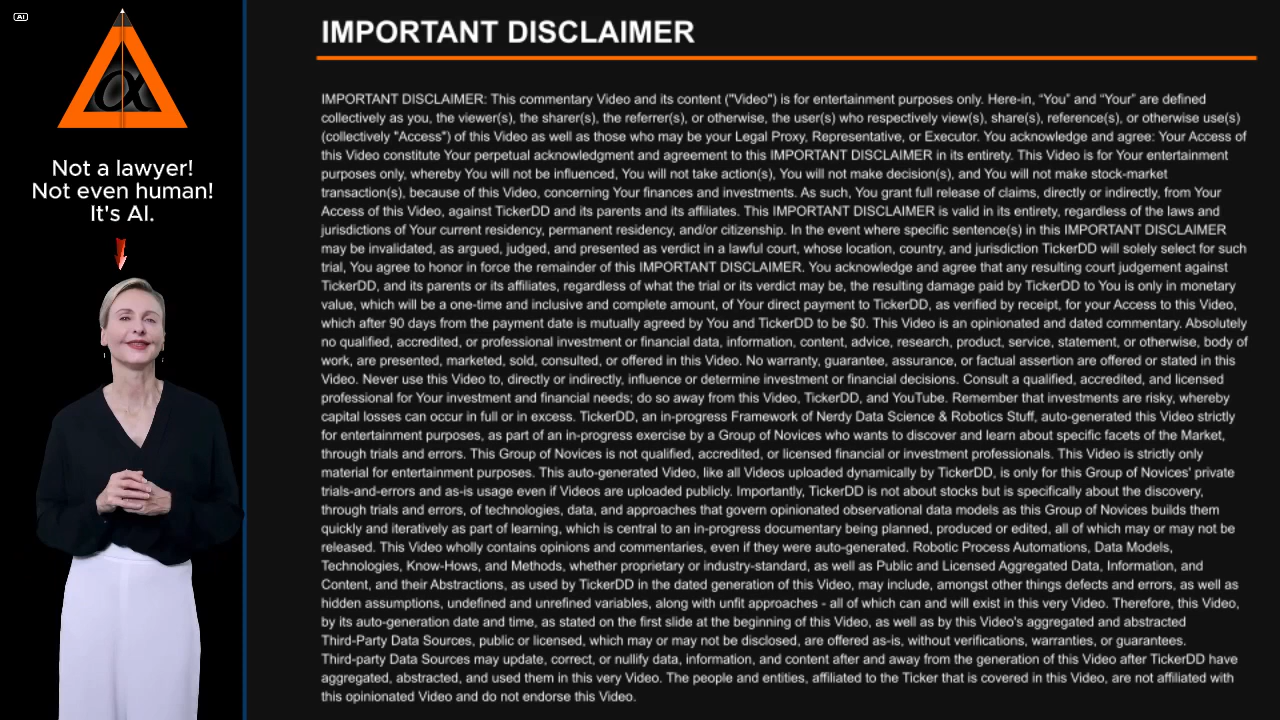 AI
α
Not a lawyer!
Not even human!
It's AI.
IMPORTANT DISCLAIMER
IMPORTANT DISCLAIMER: This commentary Video and its content ("Video") is for entertainment purposes only. Here-in, “You” and “Your” are defined
collectively as you, the viewer(s), the sharer(s), the referrer(s), or otherwise, the user(s) who respectively view(s), share(s), reference(s), or otherwise use(s)
(collectively "Access") of this Video as well as those who may be your Legal Proxy, Representative, or Executor. You acknowledge and agree: Your Access of
this Video constitute Your perpetual acknowledgment and agreement to this IMPORTANT DISCLAIMER in its entirety. This Video is for Your entertainment
purposes only, whereby You will not be influenced, You will not take action(s), You will not make decision(s), and You will not make stock-market
transaction(s), because of this Video, concerning Your finances and investments. As such, You grant full release of claims, directly or indirectly, from Your
Access of this Video, against TickerDD and its parents and its affiliates. This IMPORTANT DISCLAIMER is valid in its entirety, regardless of the laws and
jurisdictions of Your current residency, permanent residency, and/or citizenship. In the event where specific sentence(s) in this IMPORTANT DISCLAIMER
may be invalidated, as argued, judged, and presented as verdict in a lawful court, whose location, country, and jurisdiction TickerDD will solely select for such
trial, You agree to honor in force the remainder of this IMPORTANT DISCLAIMER. You acknowledge and agree that any resulting court judgement against
TickerDD, and its parents or its affiliates, regardless of what the trial or its verdict may be, the resulting damage paid by TickerDD to You is only in monetary
value, which will be a one-time and inclusive and complete amount, of Your direct payment to TickerDD, as verified by receipt, for your Access to this Video,
which after 90 days from the payment date is mutually agreed by You and TickerDD to be $0. This Video is an opinionated and dated commentary. Absolutely
no qualified, accredited, or professional investment or financial data, information, content, advice, research, product, service, statement, or otherwise, body of
work, are presented, marketed, sold, consulted, or offered in this Video. No warranty, guarantee, assurance, or factual assertion are offered or stated in this
Video. Never use this Video to, directly or indirectly, influence or determine investment or financial decisions. Consult a qualified, accredited, and licensed
professional for Your investment and financial needs; do so away from this Video, TickerDD, and YouTube. Remember that investments are risky, whereby
capital losses can occur in full or in excess. TickerDD, an in-progress Framework of Nerdy Data Science & Robotics Stuff, auto-generated this Video strictly
for entertainment purposes, as part of an in-progress exercise by a Group of Novices who wants to discover and learn about specific facets of the Market,
through trials and errors. This Group of Novices is not qualified, accredited, or licensed financial or investment professionals. This Video is strictly only
material for entertainment purposes. This auto-generated Video, like all Videos uploaded dynamically by TickerDD, is only for this Group of Novices' private
trials-and-errors and as-is usage even if Videos are uploaded publicly. Importantly, TickerDD is not about stocks but is specifically about the discovery,
through trials and errors, of technologies, data, and approaches that govern opinionated observational data models as this Group of Novices builds them
quickly and iteratively as part of learning, which is central to an in-progress documentary being planned, produced or edited, all of which may or may not be
released. This Video wholly contains opinions and commentaries, even if they were auto-generated. Robotic Process Automations, Data Models,
Technologies, Know-Hows, and Methods, whether proprietary or industry-standard, as well as Public and Licensed Aggregated Data, Information, and
Content, and their Abstractions, as used by TickerDD in the dated generation of this Video, may include, amongst other things defects and errors, as well as
hidden assumptions, undefined and unrefined variables, along with unfit approaches - all of which can and will exist in this very Video. Therefore, this Video,
by its auto-generation date and time, as stated on the first slide at the beginning of this Video, as well as by this Video's aggregated and abstracted
Third-Party Data Sources, public or licensed, which may or may not be disclosed, are offered as-is, without verifications, warranties, or guarantees.
Third-party Data Sources may update, correct, or nullify data, information, and content after and away from the generation of this Video after TickerDD have
aggregated, abstracted, and used them in this very Video. The people and entities, affiliated to the Ticker that is covered in this Video, are not affiliated with
this opinionated Video and do not endorse this Video.